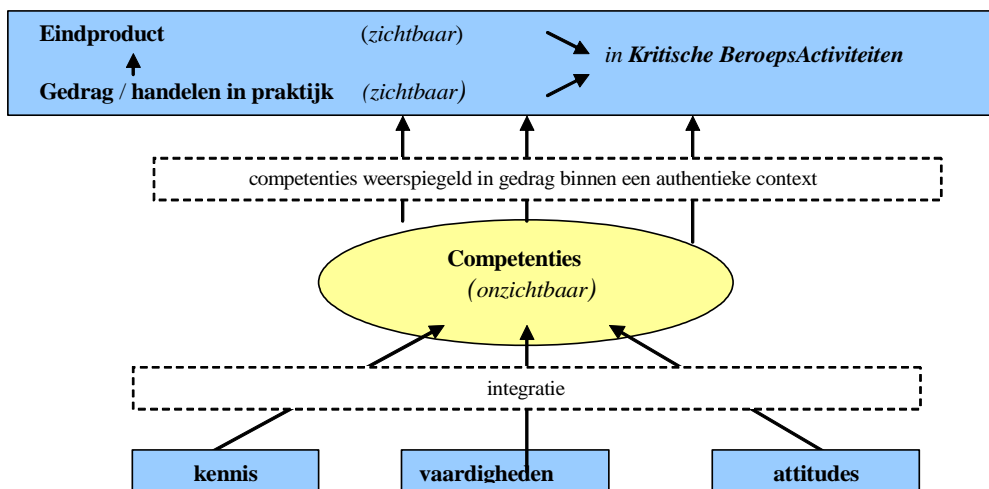 Eindproduct (zichtbaar)
in Kritische BeroepsActiviteiten
Gedrag / handelen in praktijk (zichtbaar)
competenties weerspiegeld in gedrag binnen een authentieke context
Competenties
(onzichtbaar)
integratie
kennis vaardigheden attitudes